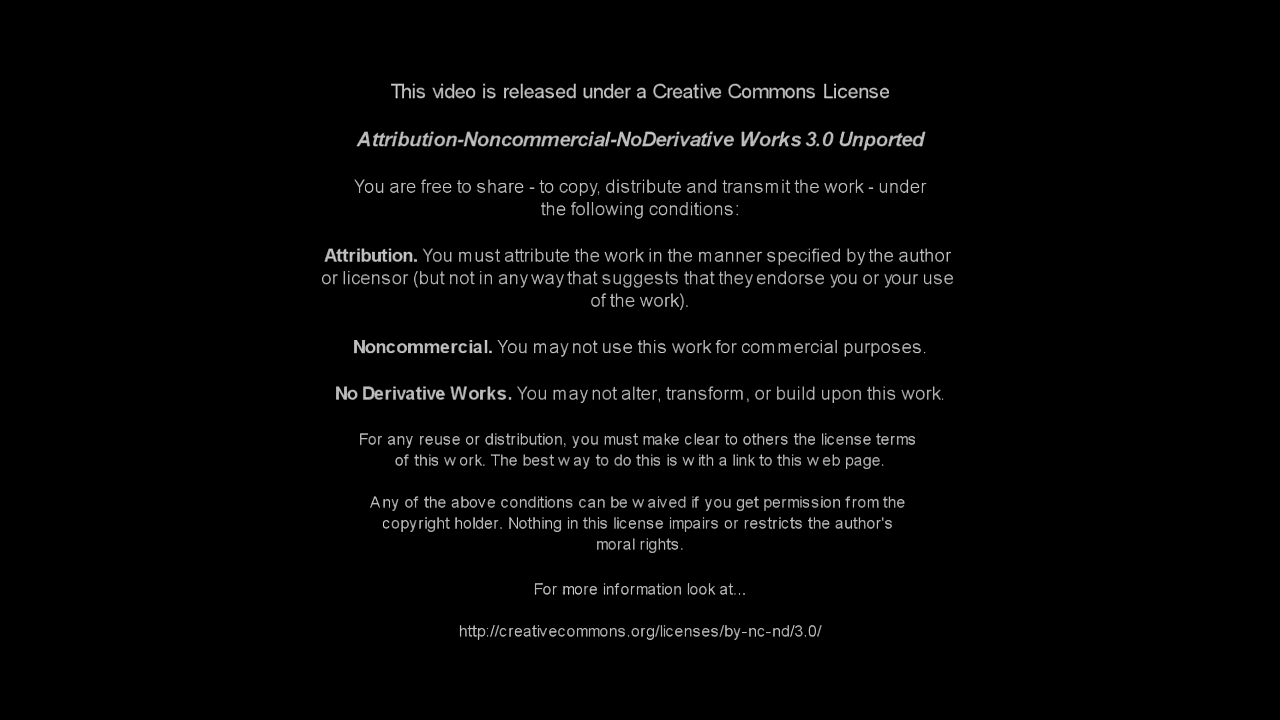 This video is released under a Creative Commons License
Attribution-Noncommercial-NoDerivative Works 3.0 Unported
You are free to share - to copy, distribute and transmit the work - under
the following conditions:
Attribution. You must attribute the work in the manner specified by the author
or licensor (but not in any way that suggests that they endorse you or your use
of the work).
Noncommercial. You may not use this work for commercial purposes.
No Derivative Works. You may not alter, transform, or build upon this work.
For any reuse or distribution, you must make clear to others the license terms
of this work. The best way to do this is with a link to this web page.
Any of the above conditions can be waived if you get permission from the
copyright holder. Nothing in this license impairs or restricts the author's
moral rights.
For more information look at...
http://creativecommons.org/licenses/by-nc-nd/3.0/